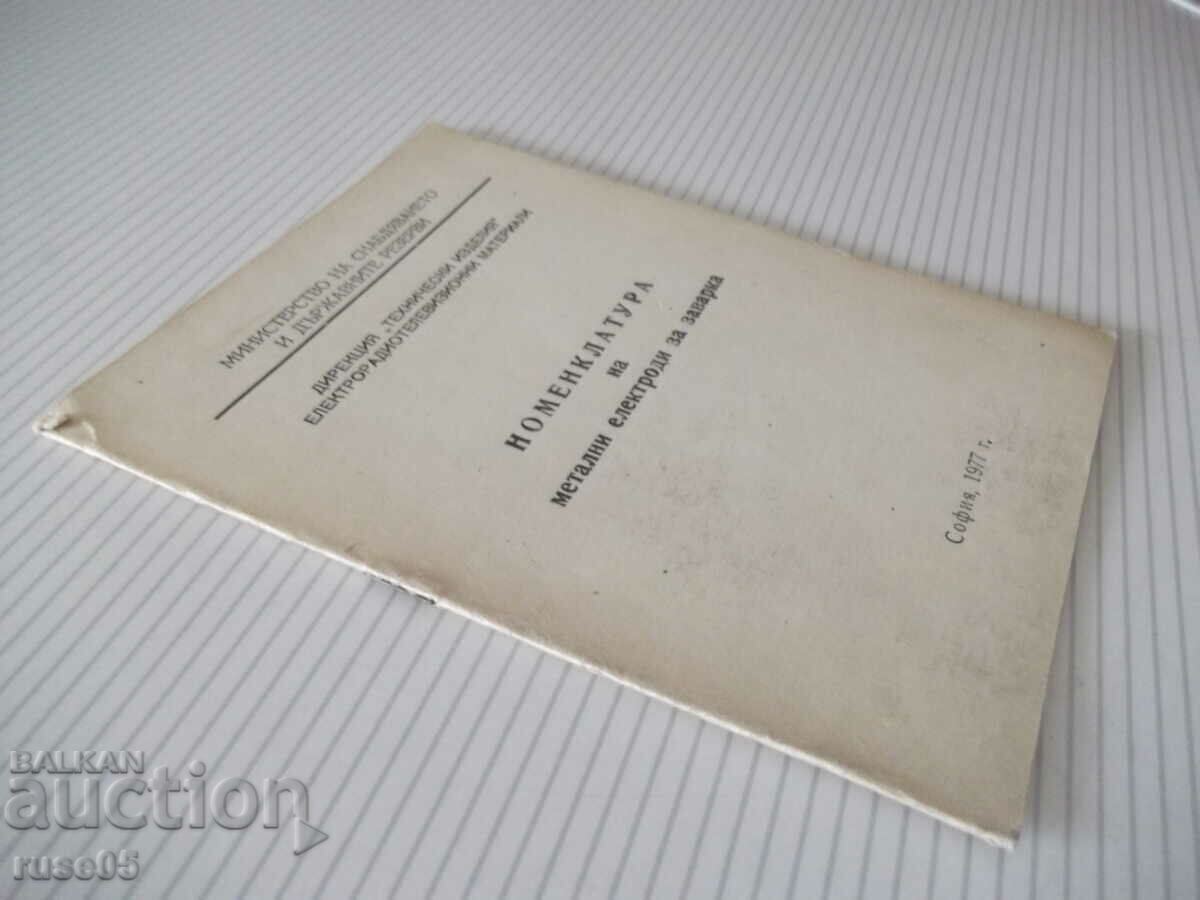 МИНИСТЕРСТВО НА СНАБДЯВАНЕТО
И ДЪРЖАВНИТЕ РЕЗЕРВИ
ДИРЕКЦИЯ „ТЕХНИЧЕСКИ ИЗДЕЛИЯ"
ЕЛЕКТРОРАДИОТЕЛЕВИЗИОННИ МАТЕРИАЛИ
НОМЕНКЛАТУРА
на
метални електроди за заварка
София, 1977 г.
BALKAN
auction
ruse05